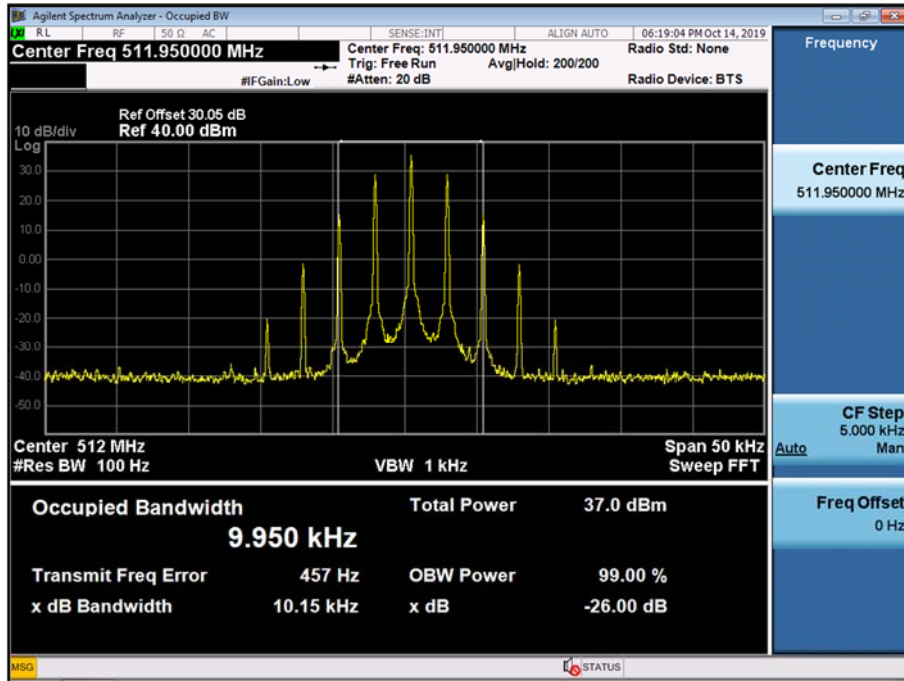 Agilent Spectrum Analyzer - Occupied BW
LXI RL RF 50 Ω AC SENSE:INT ALIGN AUTO 06:19:04 PM Oct 14, 2019
Center Freq 511.950000 MHz
Center Freq: 511.950000 MHz Radio Std: None
Trig: Free Run Avg|Hold: 200/200
#IFGain:Low #Atten: 20 dB Radio Device: BTS
Ref Offset 30.05 dB
10 dB/div Ref 40.00 dBm
Log
30.0
20.0
10.0
0.00
-10.0
-20.0
-30.0
-40.0
-50.0
Center 512 MHz Span 50 kHz
#Res BW 100 Hz VBW 1 kHz Sweep FFT
Occupied Bandwidth Total Power 37.0 dBm
9.950 kHz
Transmit Freq Error 457 Hz OBW Power 99.00 %
x dB Bandwidth 10.15 kHz x dB -26.00 dB
MSG STATUS
Frequency
Center Freq
511.950000 MHz
CF Step
5.000 kHz
Auto Man
Freq Offset
0 Hz